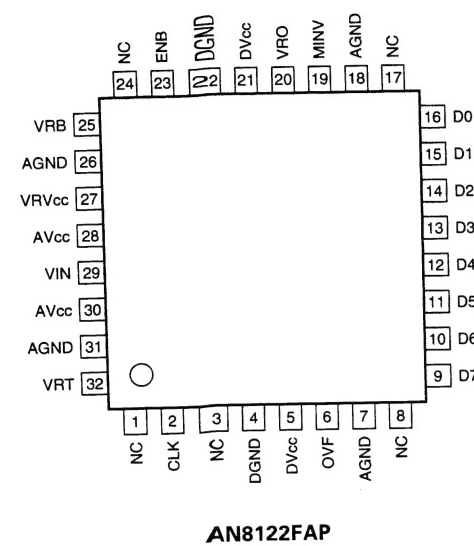 NC ENB DGND DVcc VRO MINV AGND NC
24 23 22 21 20 19 18 17
VRB 25 16 D0
AGND 26 15 D1
VRVcc 27 14 D2
AVcc 28 13 D3
VIN 29 12 D4
AVcc 30 11 D5
AGND 31 10 D6
VRT 32 9 D7
1 2 3 4 5 6 7 8
NC CLK NC DGND DVcc OVF AGND NC
AN8122FAP